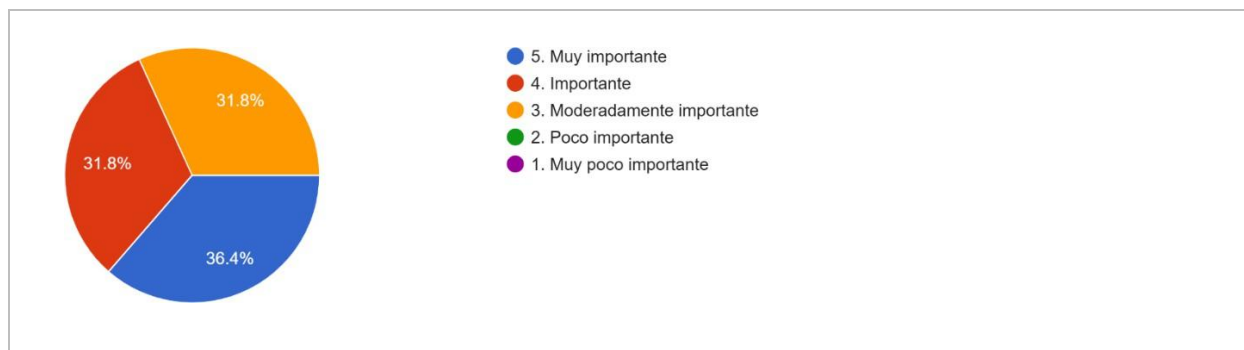 31.8%
31.8%
36.4%
5. Muy importante
4. Importante
3. Moderadamente importante
2. Poco importante
1. Muy poco importante